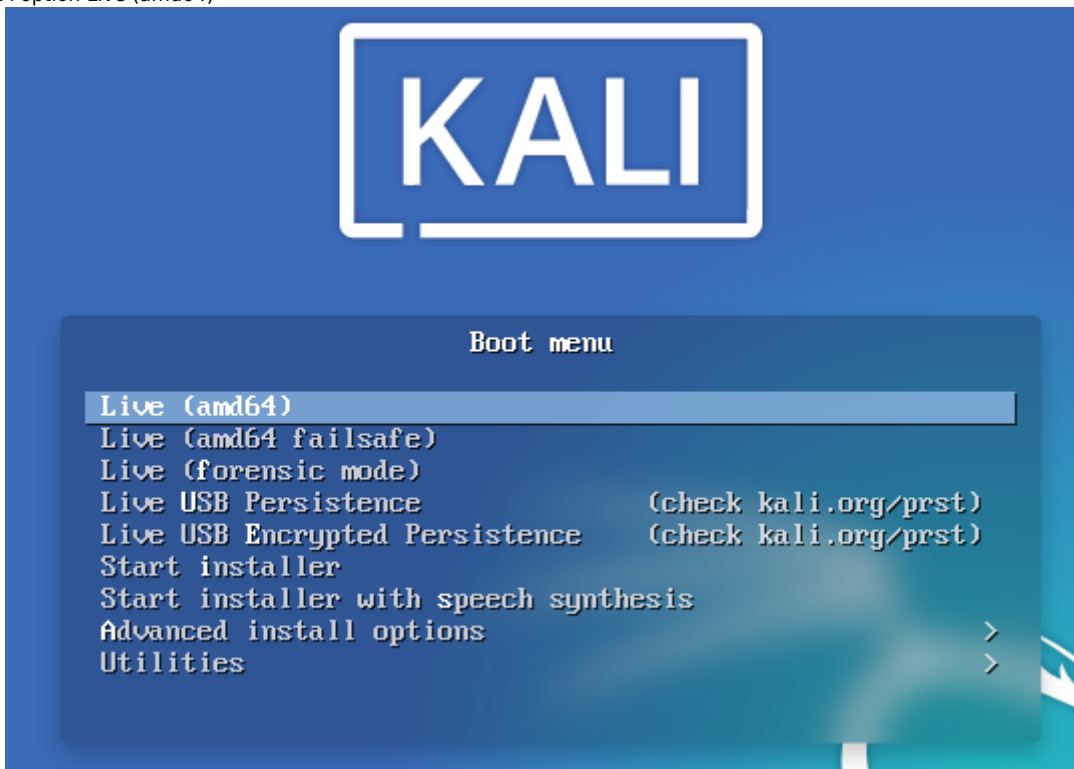 KALI
Boot menu
Live (amd64)
Live (amd64 failsafe)
Live (forensic mode)
Live USB Persistence (check kali.org/prst)
Live USB Encrypted Persistence (check kali.org/prst)
Start installer
Start installer with speech synthesis
Advanced install options >
Utilities >